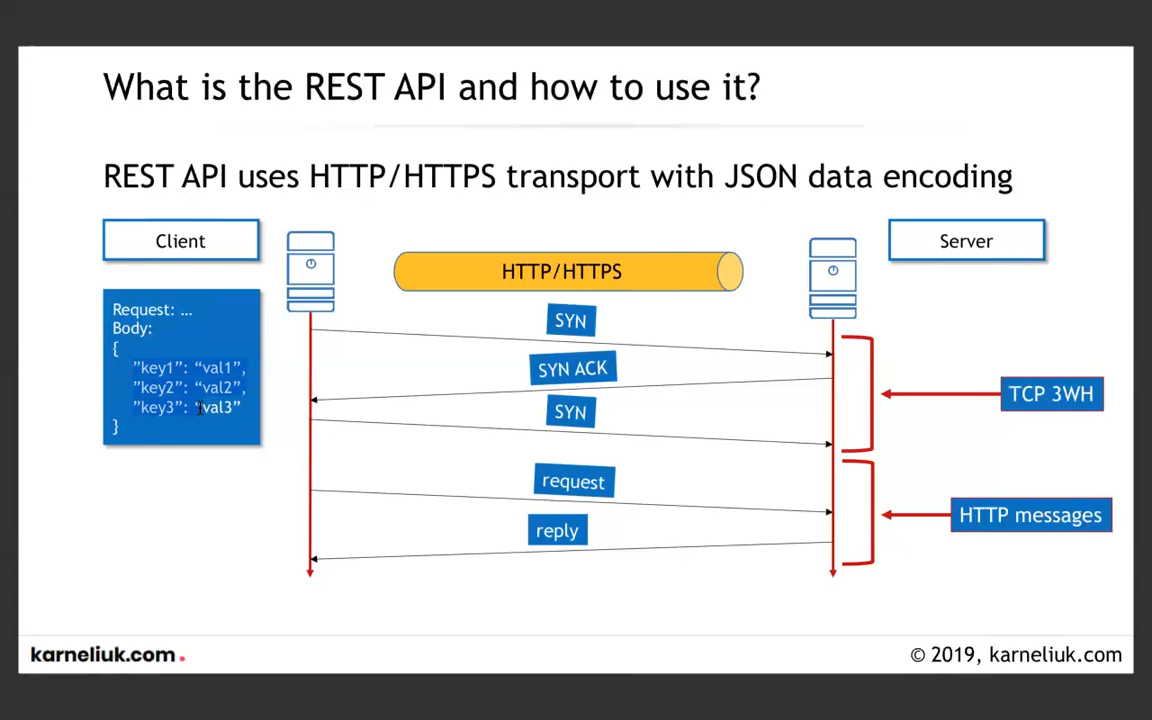 What is the REST API and how to use it?
REST API uses HTTP/HTTPS transport with JSON data encoding
Client
HTTP/HTTPS
Server
Request: ...
Body:
{
”key1”: “val1”,
”key2”: “val2”,
”key3”: “val3”
}
SYN
SYN ACK
SYN
TCP 3WH
request
reply
HTTP messages
karneliuk.com.
© 2019, karneliuk.com